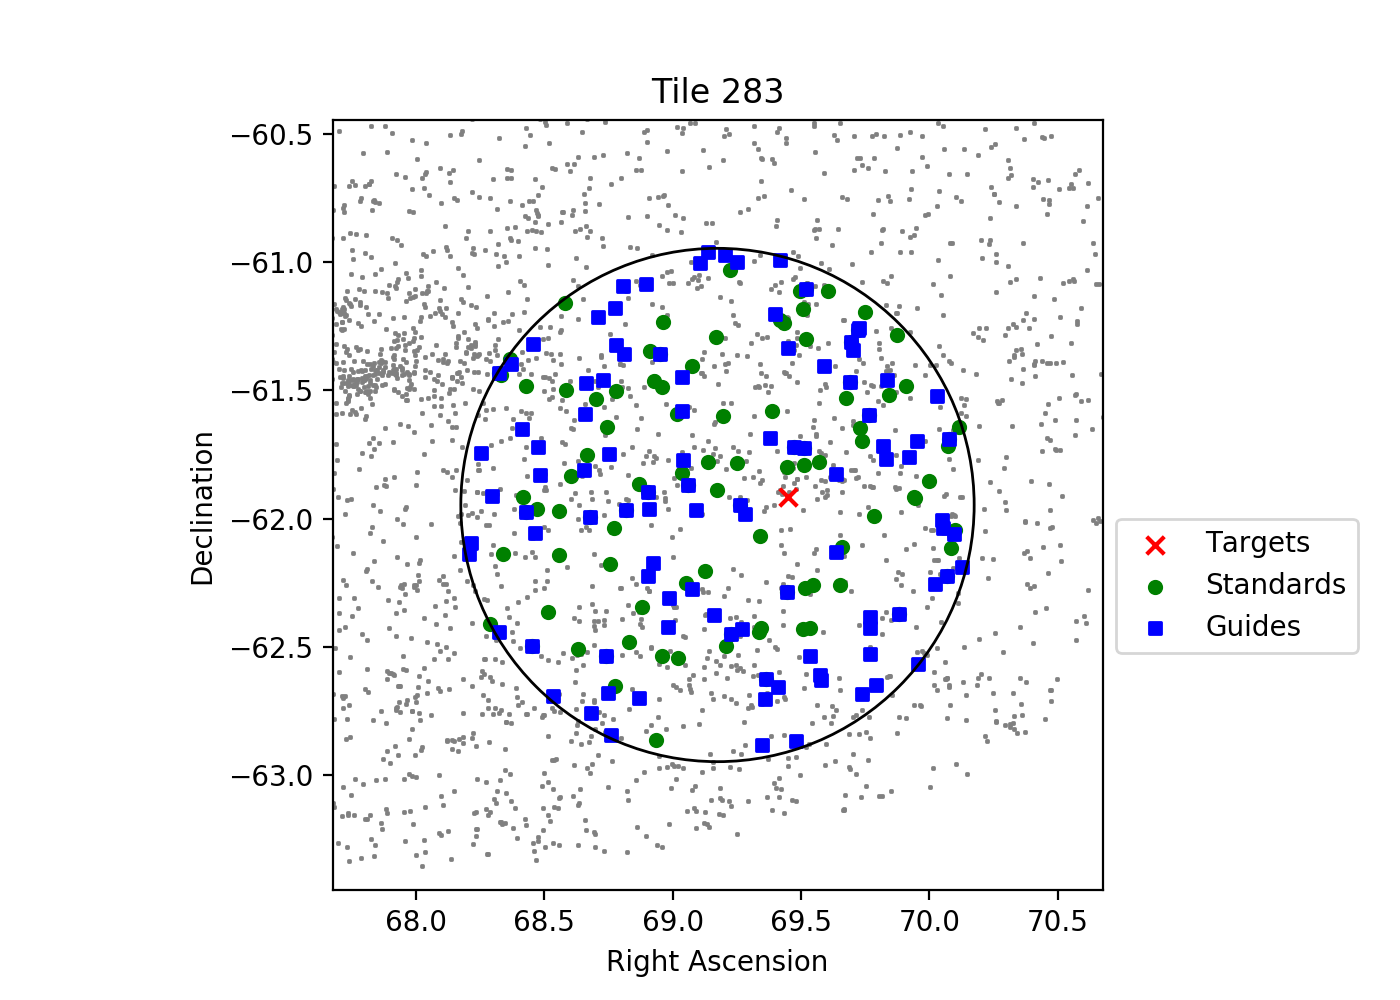 Tile 283
−60.5
−61.0
−61.5
−62.0
−62.5
−63.0
Declination
68.0 68.5 69.0 69.5 70.0 70.5
Right Ascension
Targets
Standards
Guides